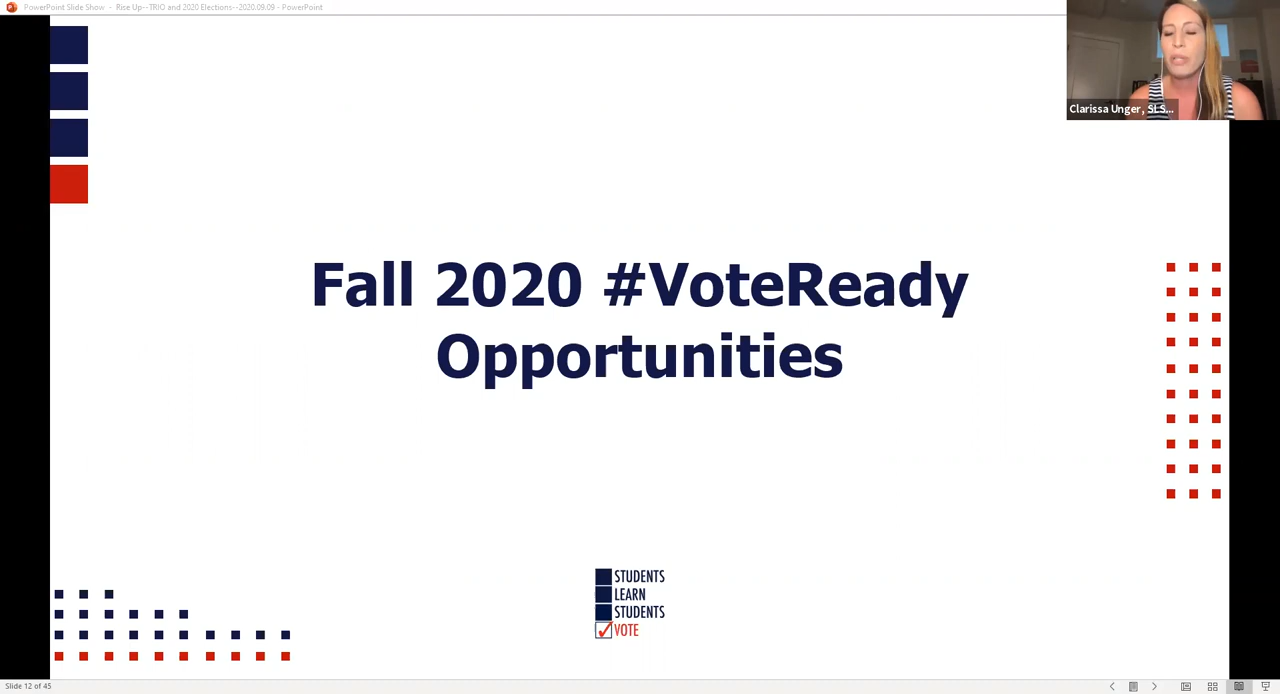 PowerPoint Slide Show - Rise Up--TRIO and 2020 Elections--2020.09.09 - PowerPoint
Clarissa Unger, SLS...
Fall 2020 #VoteReady
Opportunities
STUDENTS
LEARN
STUDENTS
VOTE
Slide 12 of 45